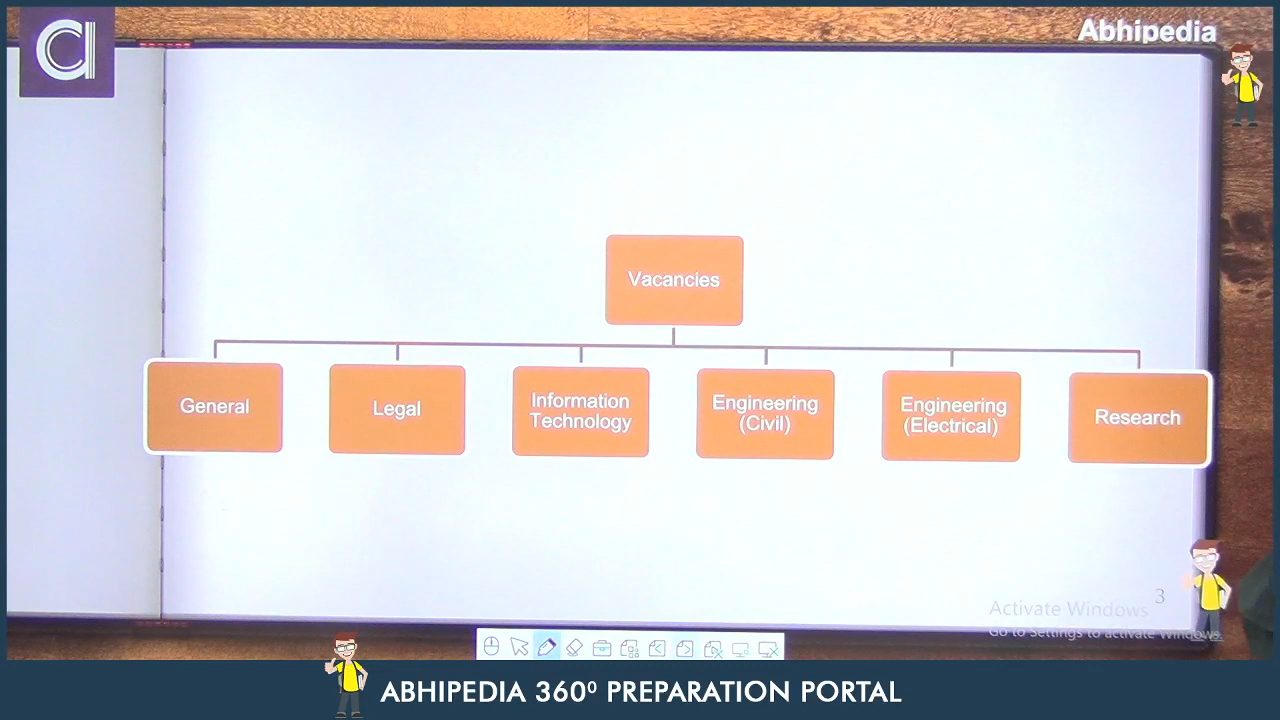 Abhipedia
Vacancies
General
Legal
Information
Technology
Engineering
(Civil)
Engineering
(Electrical)
Research
3
Activate Windows
Go to Settings to activate Windows.
ABHIPEDIA 360⁰ PREPARATION PORTAL